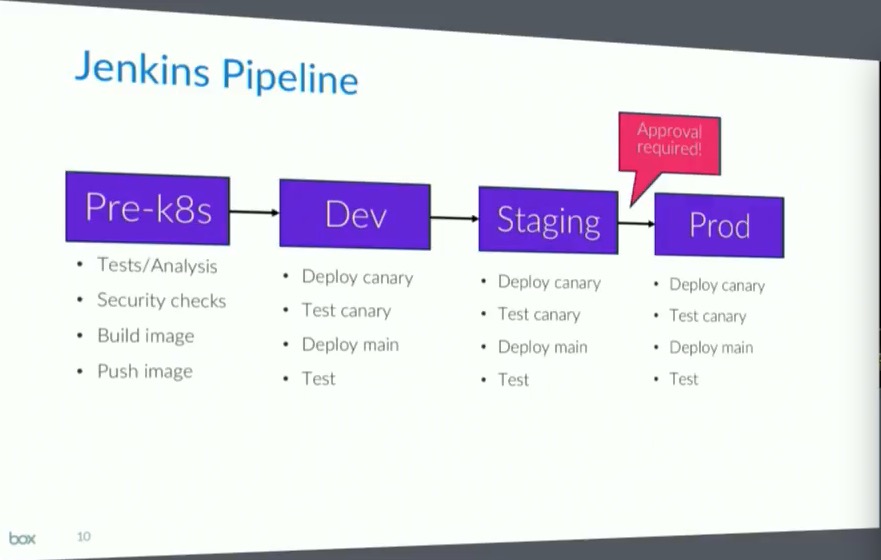 Jenkins Pipeline
Approval
required!
Pre-k8s
Dev
Staging
Prod
• Tests/Analysis
• Security checks
• Build image
• Push image
• Deploy canary
• Test canary
• Deploy main
• Test
• Deploy canary
• Test canary
• Deploy main
• Test
• Deploy canary
• Test canary
• Deploy main
• Test
box
10